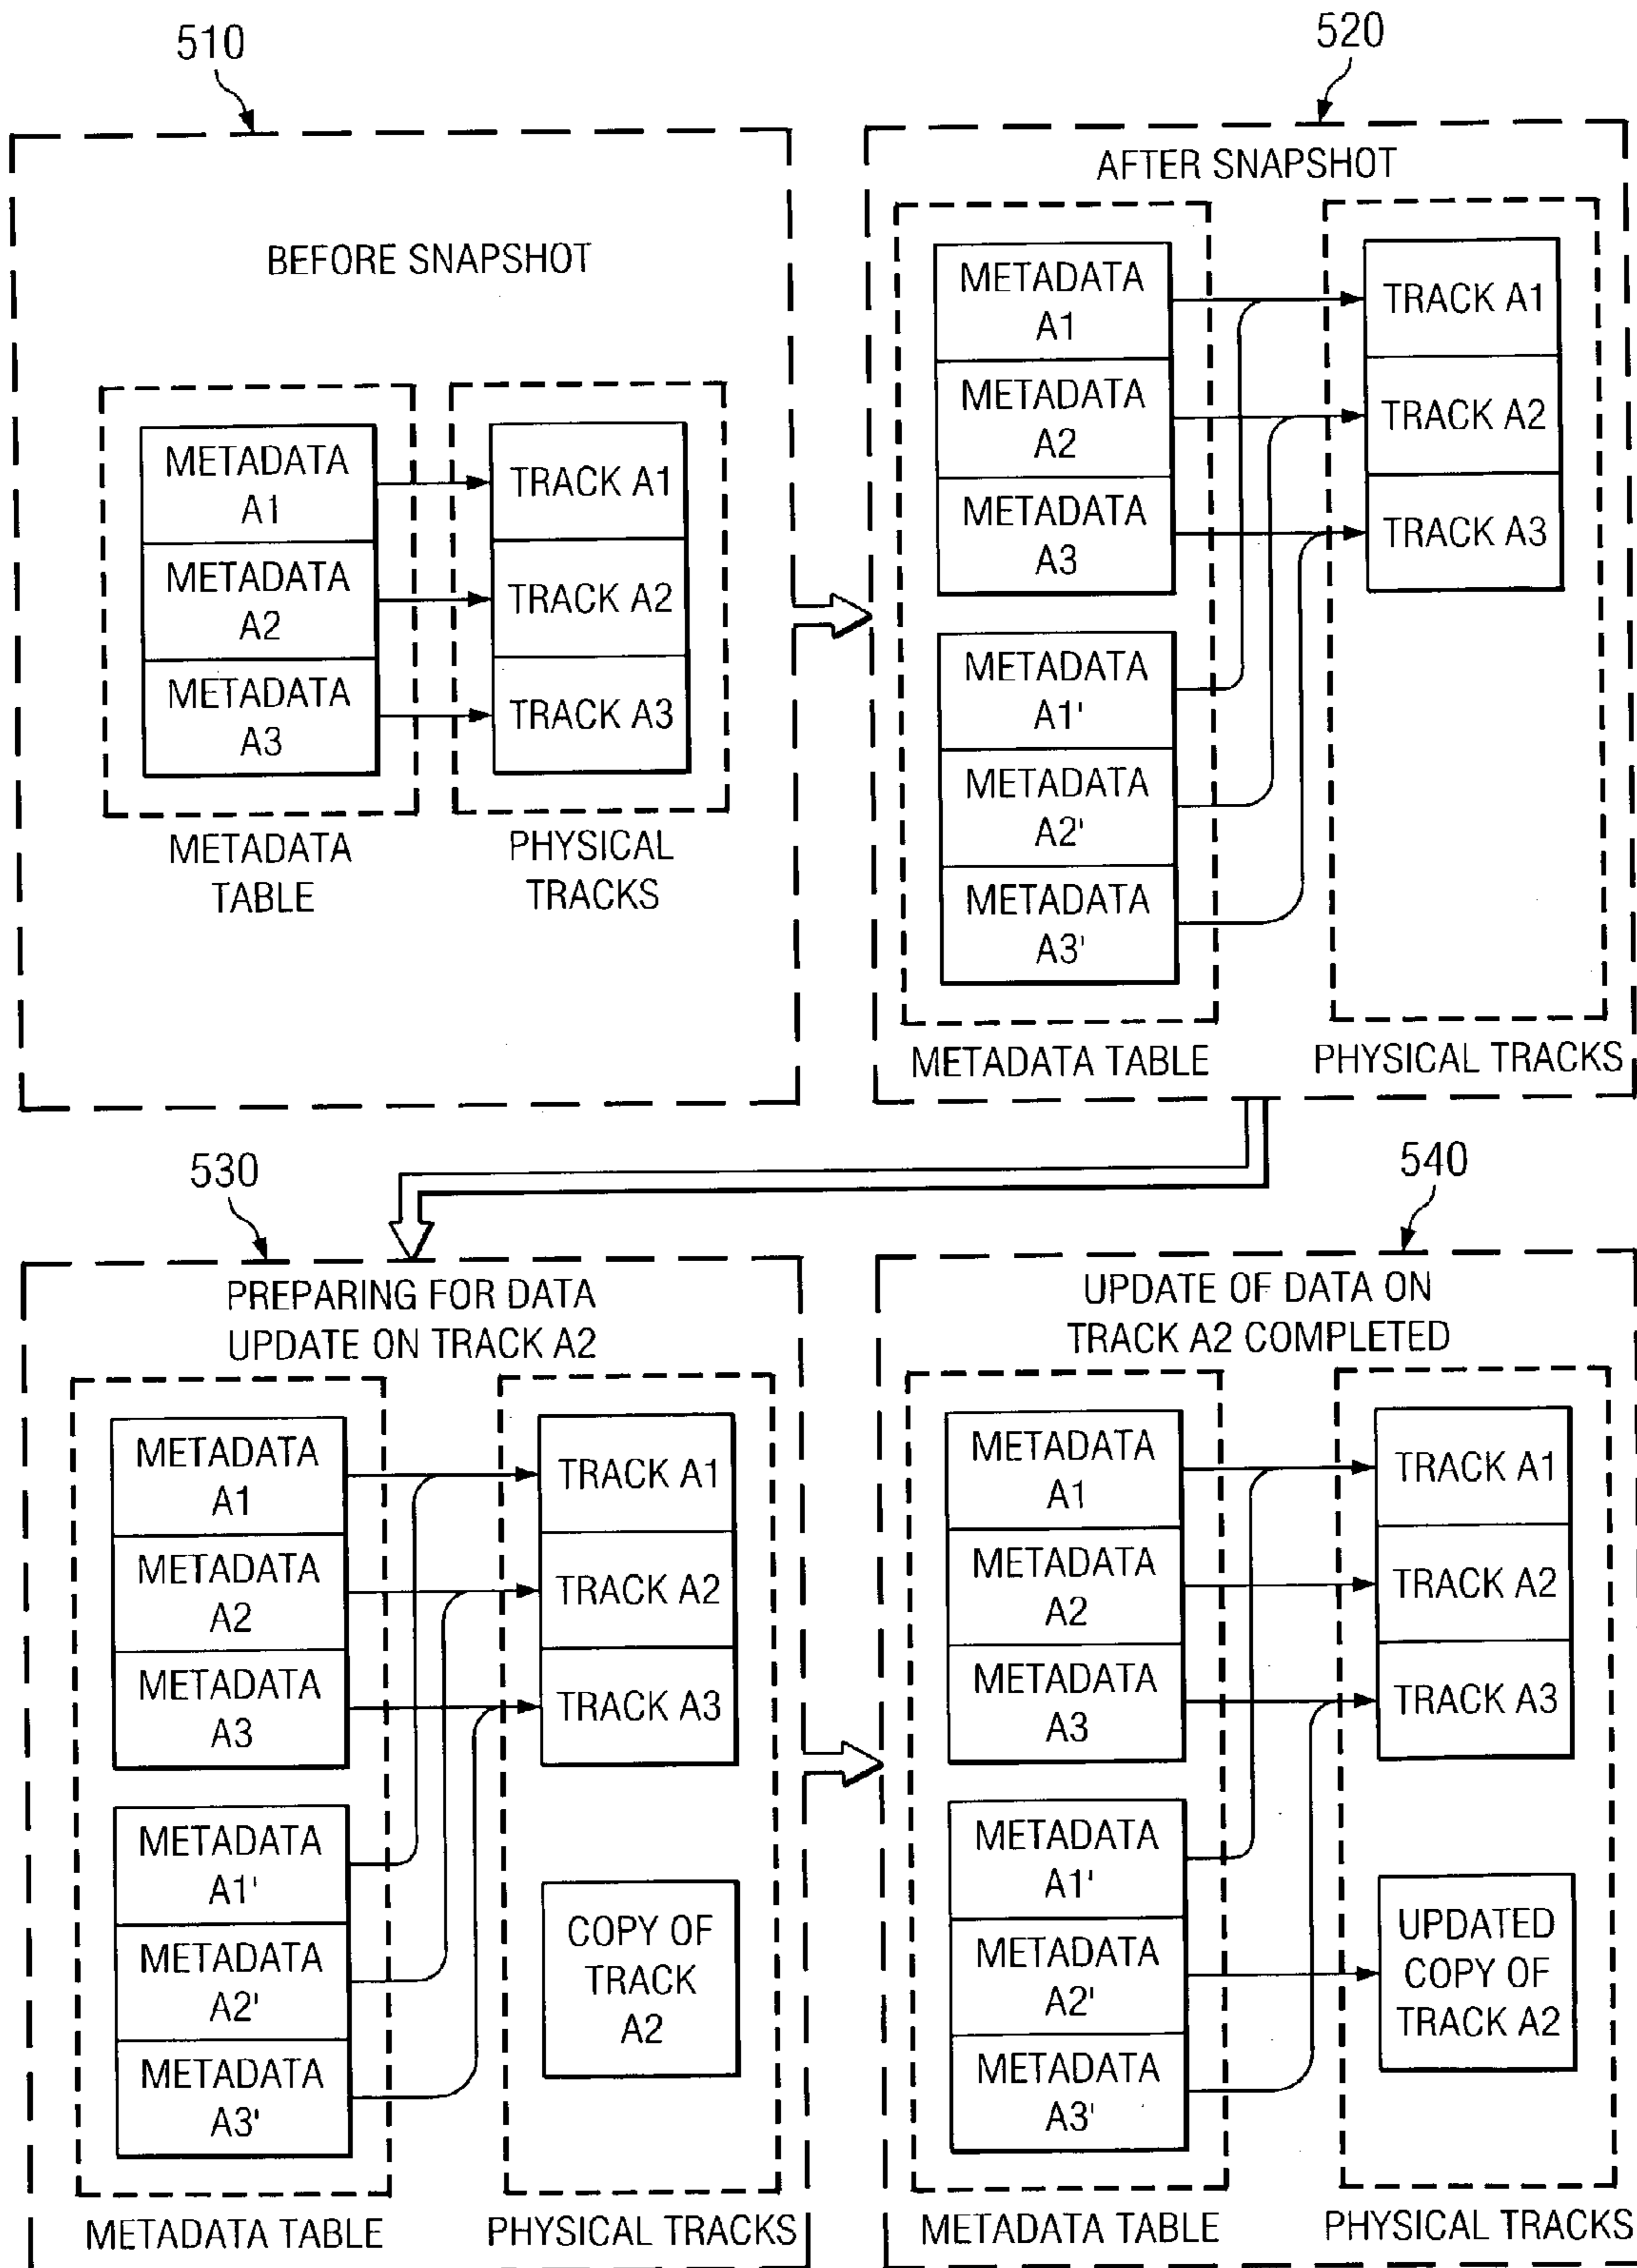 510
BEFORE SNAPSHOT
METADATA
A1
METADATA
A2
METADATA
A3
TRACK A1
TRACK A2
TRACK A3
METADATA
TABLE
PHYSICAL
TRACKS
520
AFTER SNAPSHOT
METADATA
A1
METADATA
A2
METADATA
A3
METADATA
A1'
METADATA
A2'
METADATA
A3'
TRACK A1
TRACK A2
TRACK A3
METADATA TABLE
PHYSICAL TRACKS
530
PREPARING FOR DATA
UPDATE ON TRACK A2
METADATA
A1
METADATA
A2
METADATA
A3
METADATA
A1'
METADATA
A2'
METADATA
A3'
TRACK A1
TRACK A2
TRACK A3
COPY OF
TRACK
A2
METADATA TABLE
PHYSICAL TRACKS
540
UPDATE OF DATA ON
TRACK A2 COMPLETED
METADATA
A1
METADATA
A2
METADATA
A3
METADATA
A1'
METADATA
A2'
METADATA
A3'
TRACK A1
TRACK A2
TRACK A3
UPDATED
COPY OF
TRACK A2
METADATA TABLE
PHYSICAL TRACKS